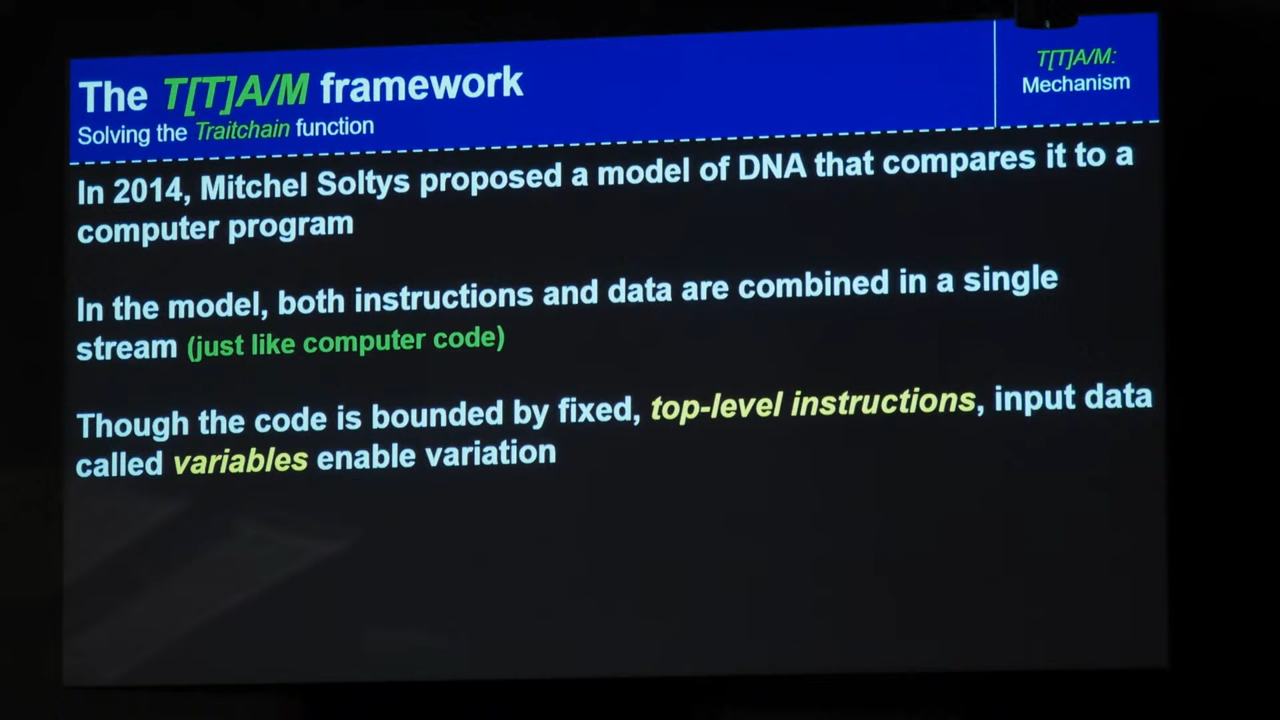 The T[T]A/M framework
Solving the Traitchain function
T[T]A/M:
Mechanism
In 2014, Mitchel Soltys proposed a model of DNA that compares it to a
computer program
In the model, both instructions and data are combined in a single
stream (just like computer code)
Though the code is bounded by fixed, top-level instructions, input data
called variables enable variation